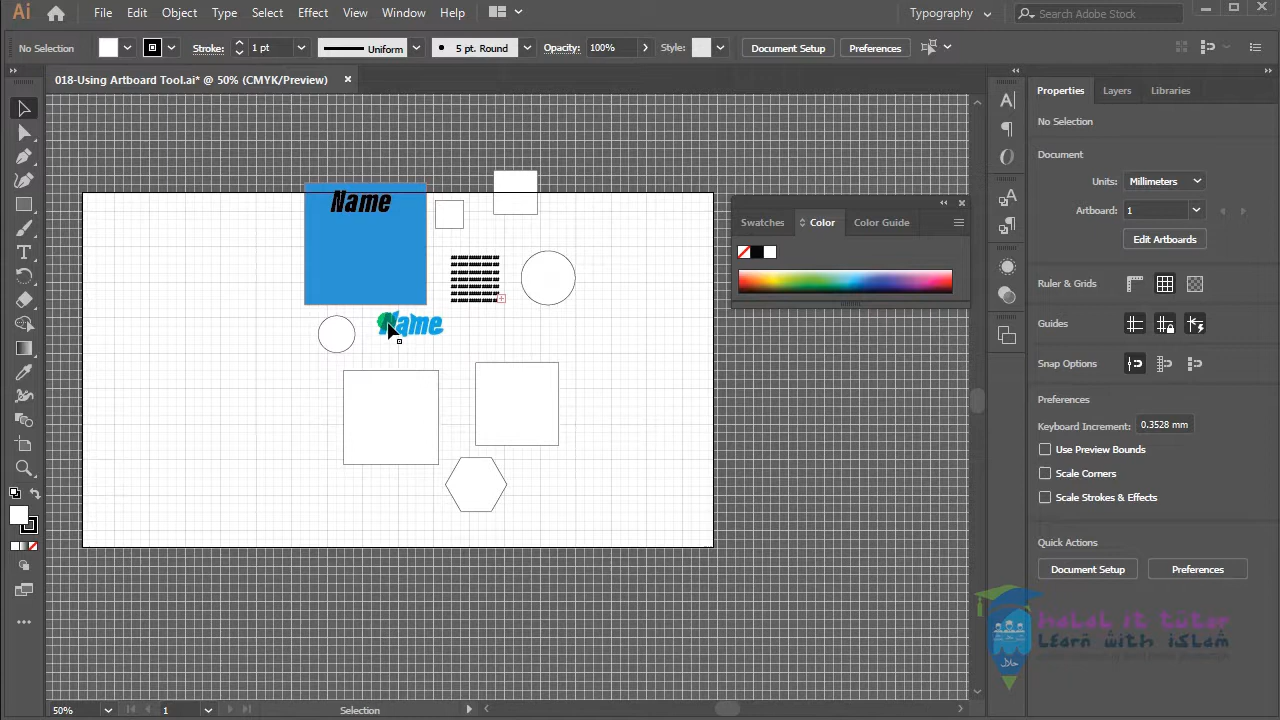 Ai File Edit Object Type Select Effect View Window Help Typography Search Adobe Stock
No Selection Stroke: 1 pt Uniform 5 pt. Round Opacity: 100% Style: Document Setup Preferences
018-Using Artboard Tool.ai* @ 50% (CMYK/Preview)
Properties Layers Libraries
No Selection
Document
Units: Millimeters
Artboard: 1
Edit Artboards
Ruler & Grids
Guides
Snap Options
Preferences
Keyboard Increment: 0.3528 mm
Use Preview Bounds
Scale Corners
Scale Strokes & Effects
Quick Actions
Document Setup Preferences
Swatches Color Color Guide
Name
Name
halal it tutor
Learn with islam
حلال
50% 1 Selection